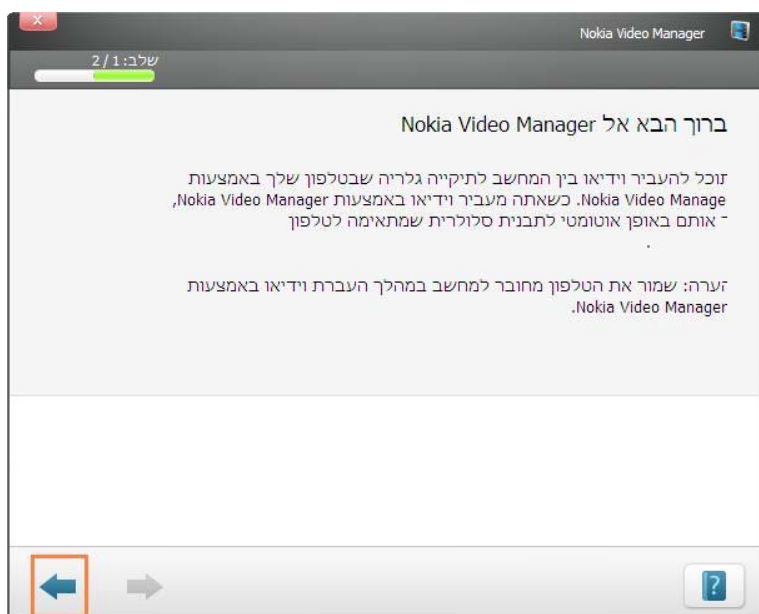 Nokia Video Manager
שלב:2/1
ברוך הבא אל Nokia Video Manager
תוכל להעביר וידיאו בין המחשב לתיקייה גלריה שבטלפון שלך באמצעות
Nokia Video Manage. כשאתה מעביר וידיאו באמצעות Nokia Video Manager,
אותם באופן אוטומטי לתבנית סלולרית שמתאימה לטלפון
.
הערה: שמור את הטלפון מחובר למחשב במהלך העברת וידיאו באמצעות
Nokia Video Manager.